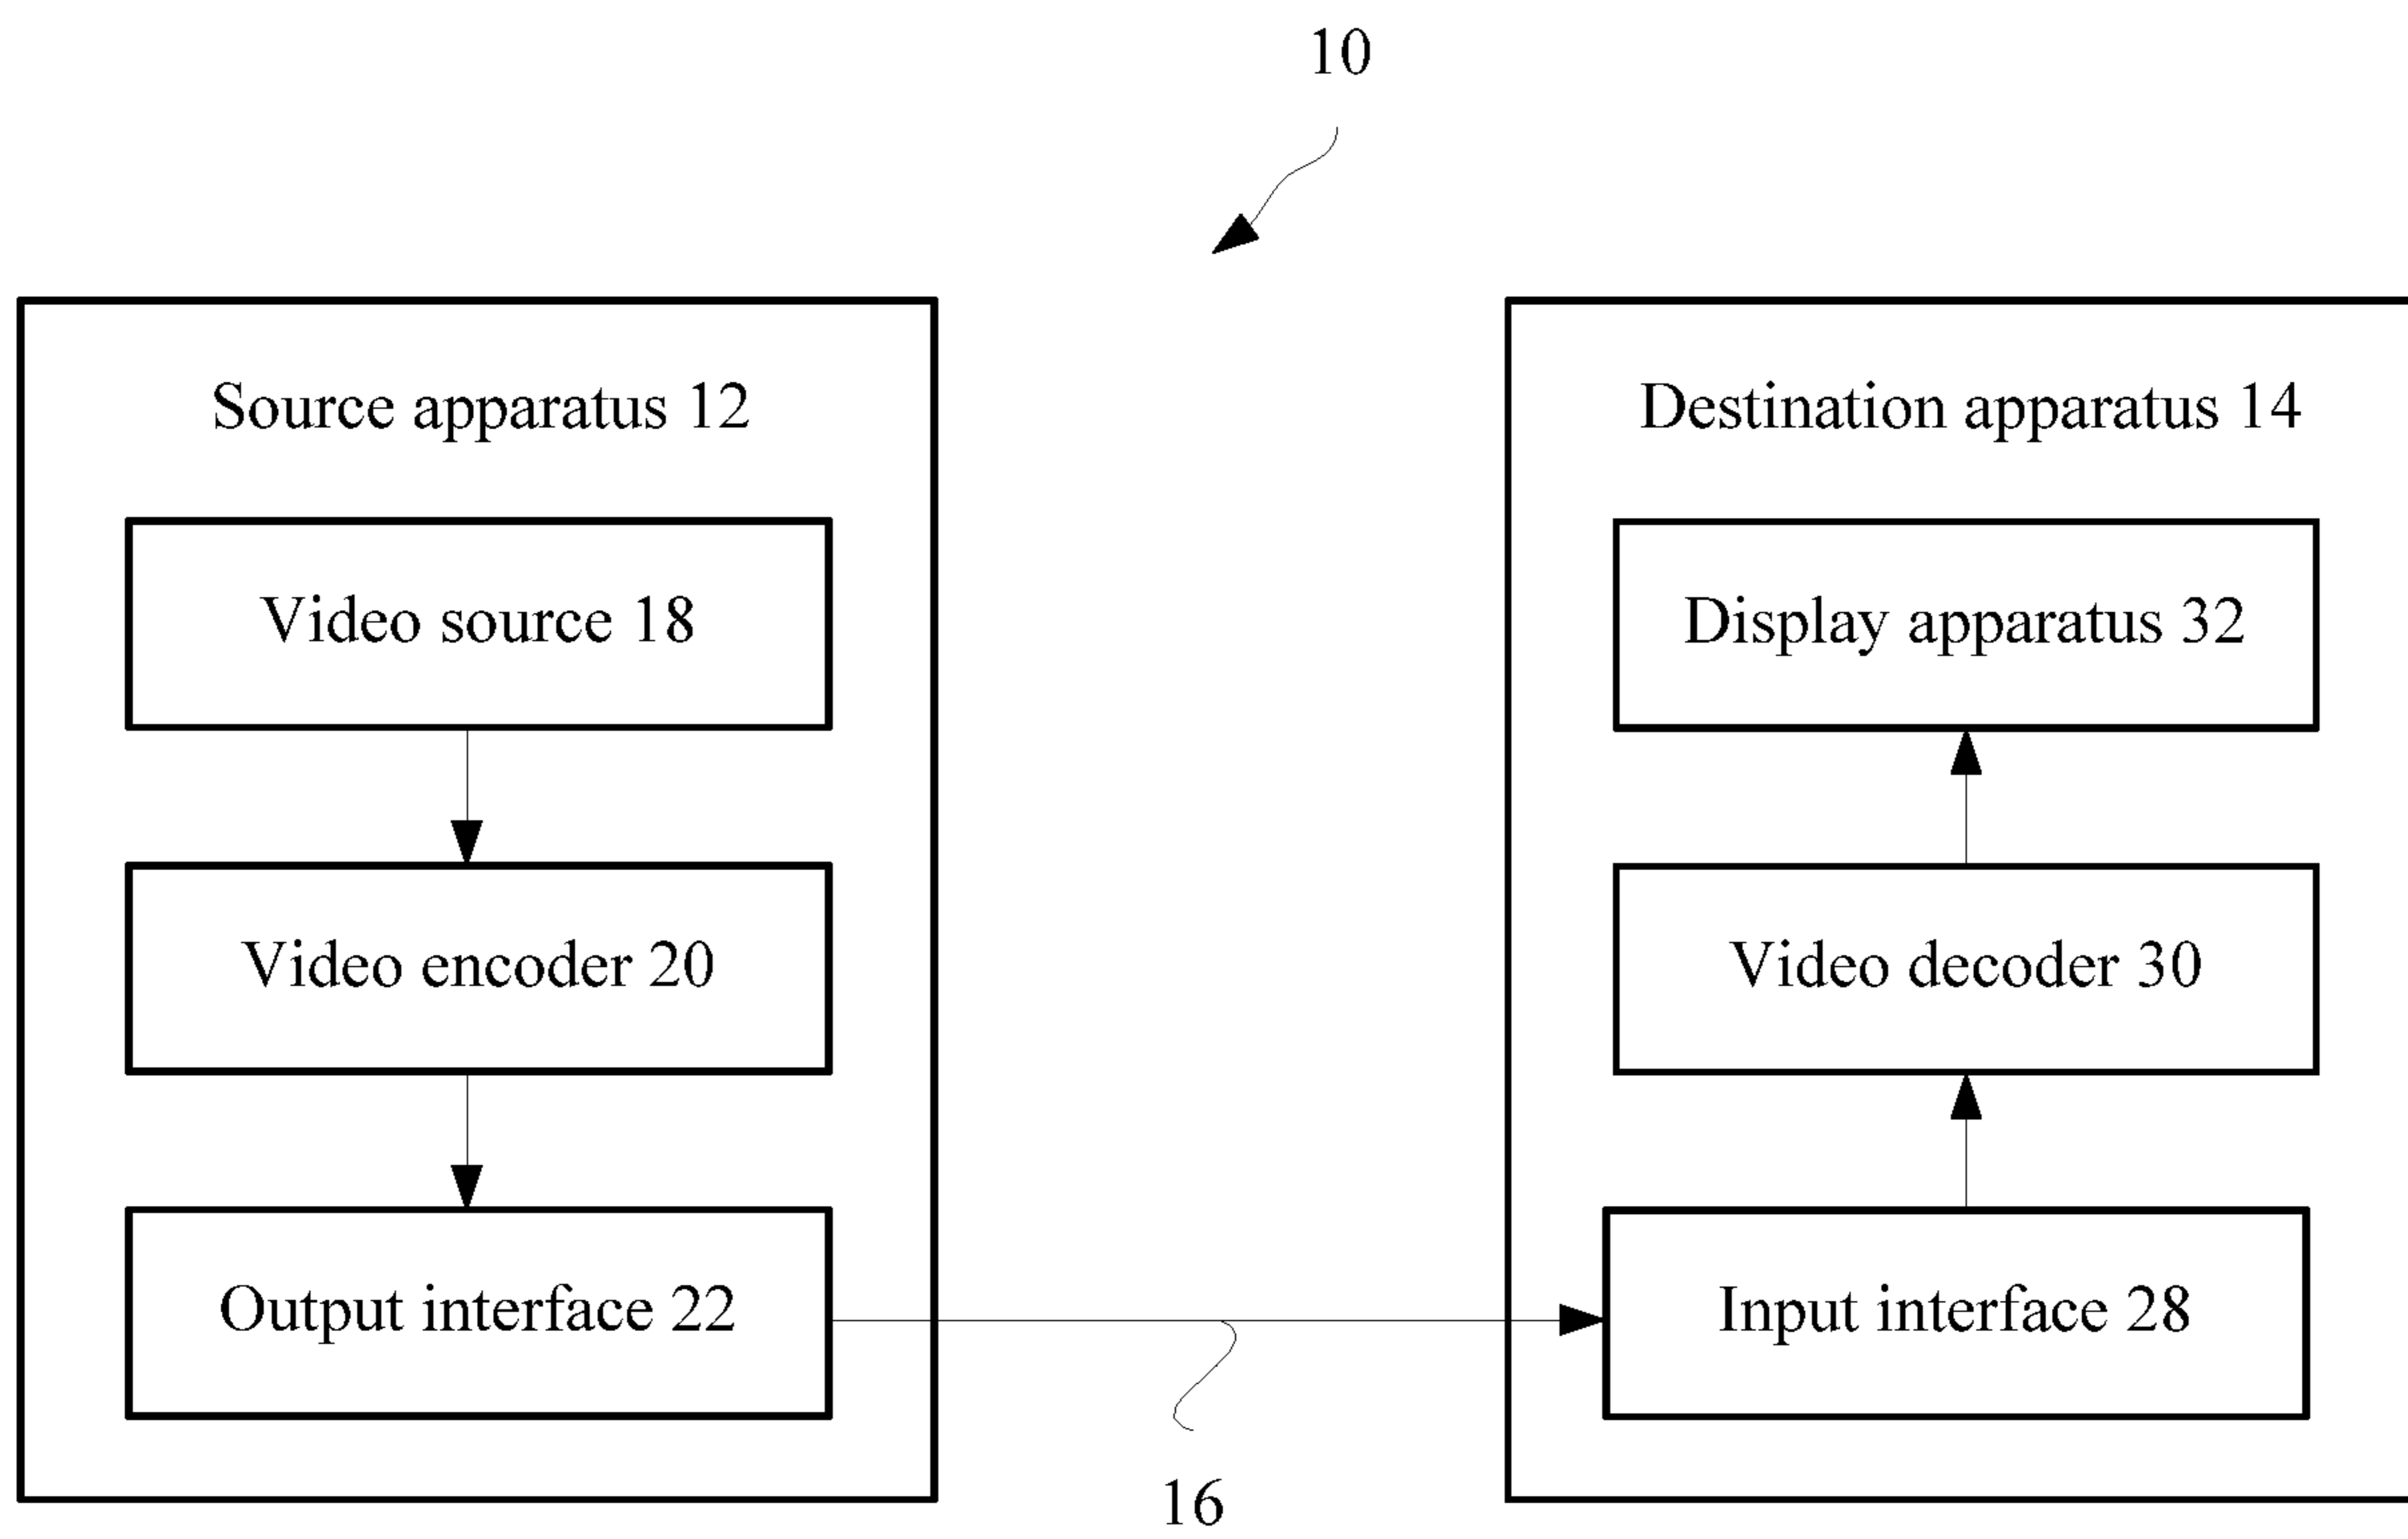 10
Source apparatus 12
Video source 18
Video encoder 20
Output interface 22
16
Destination apparatus 14
Display apparatus 32
Video decoder 30
Input interface 28